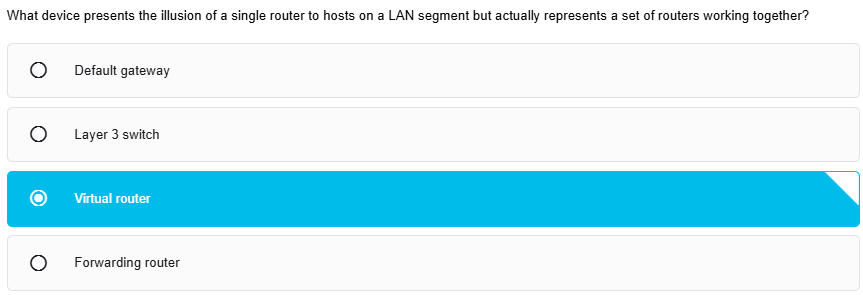 What device presents the illusion of a single router to hosts on a LAN segment but actually represents a set of routers working together?
Default gateway
Layer 3 switch
Virtual router
Forwarding router